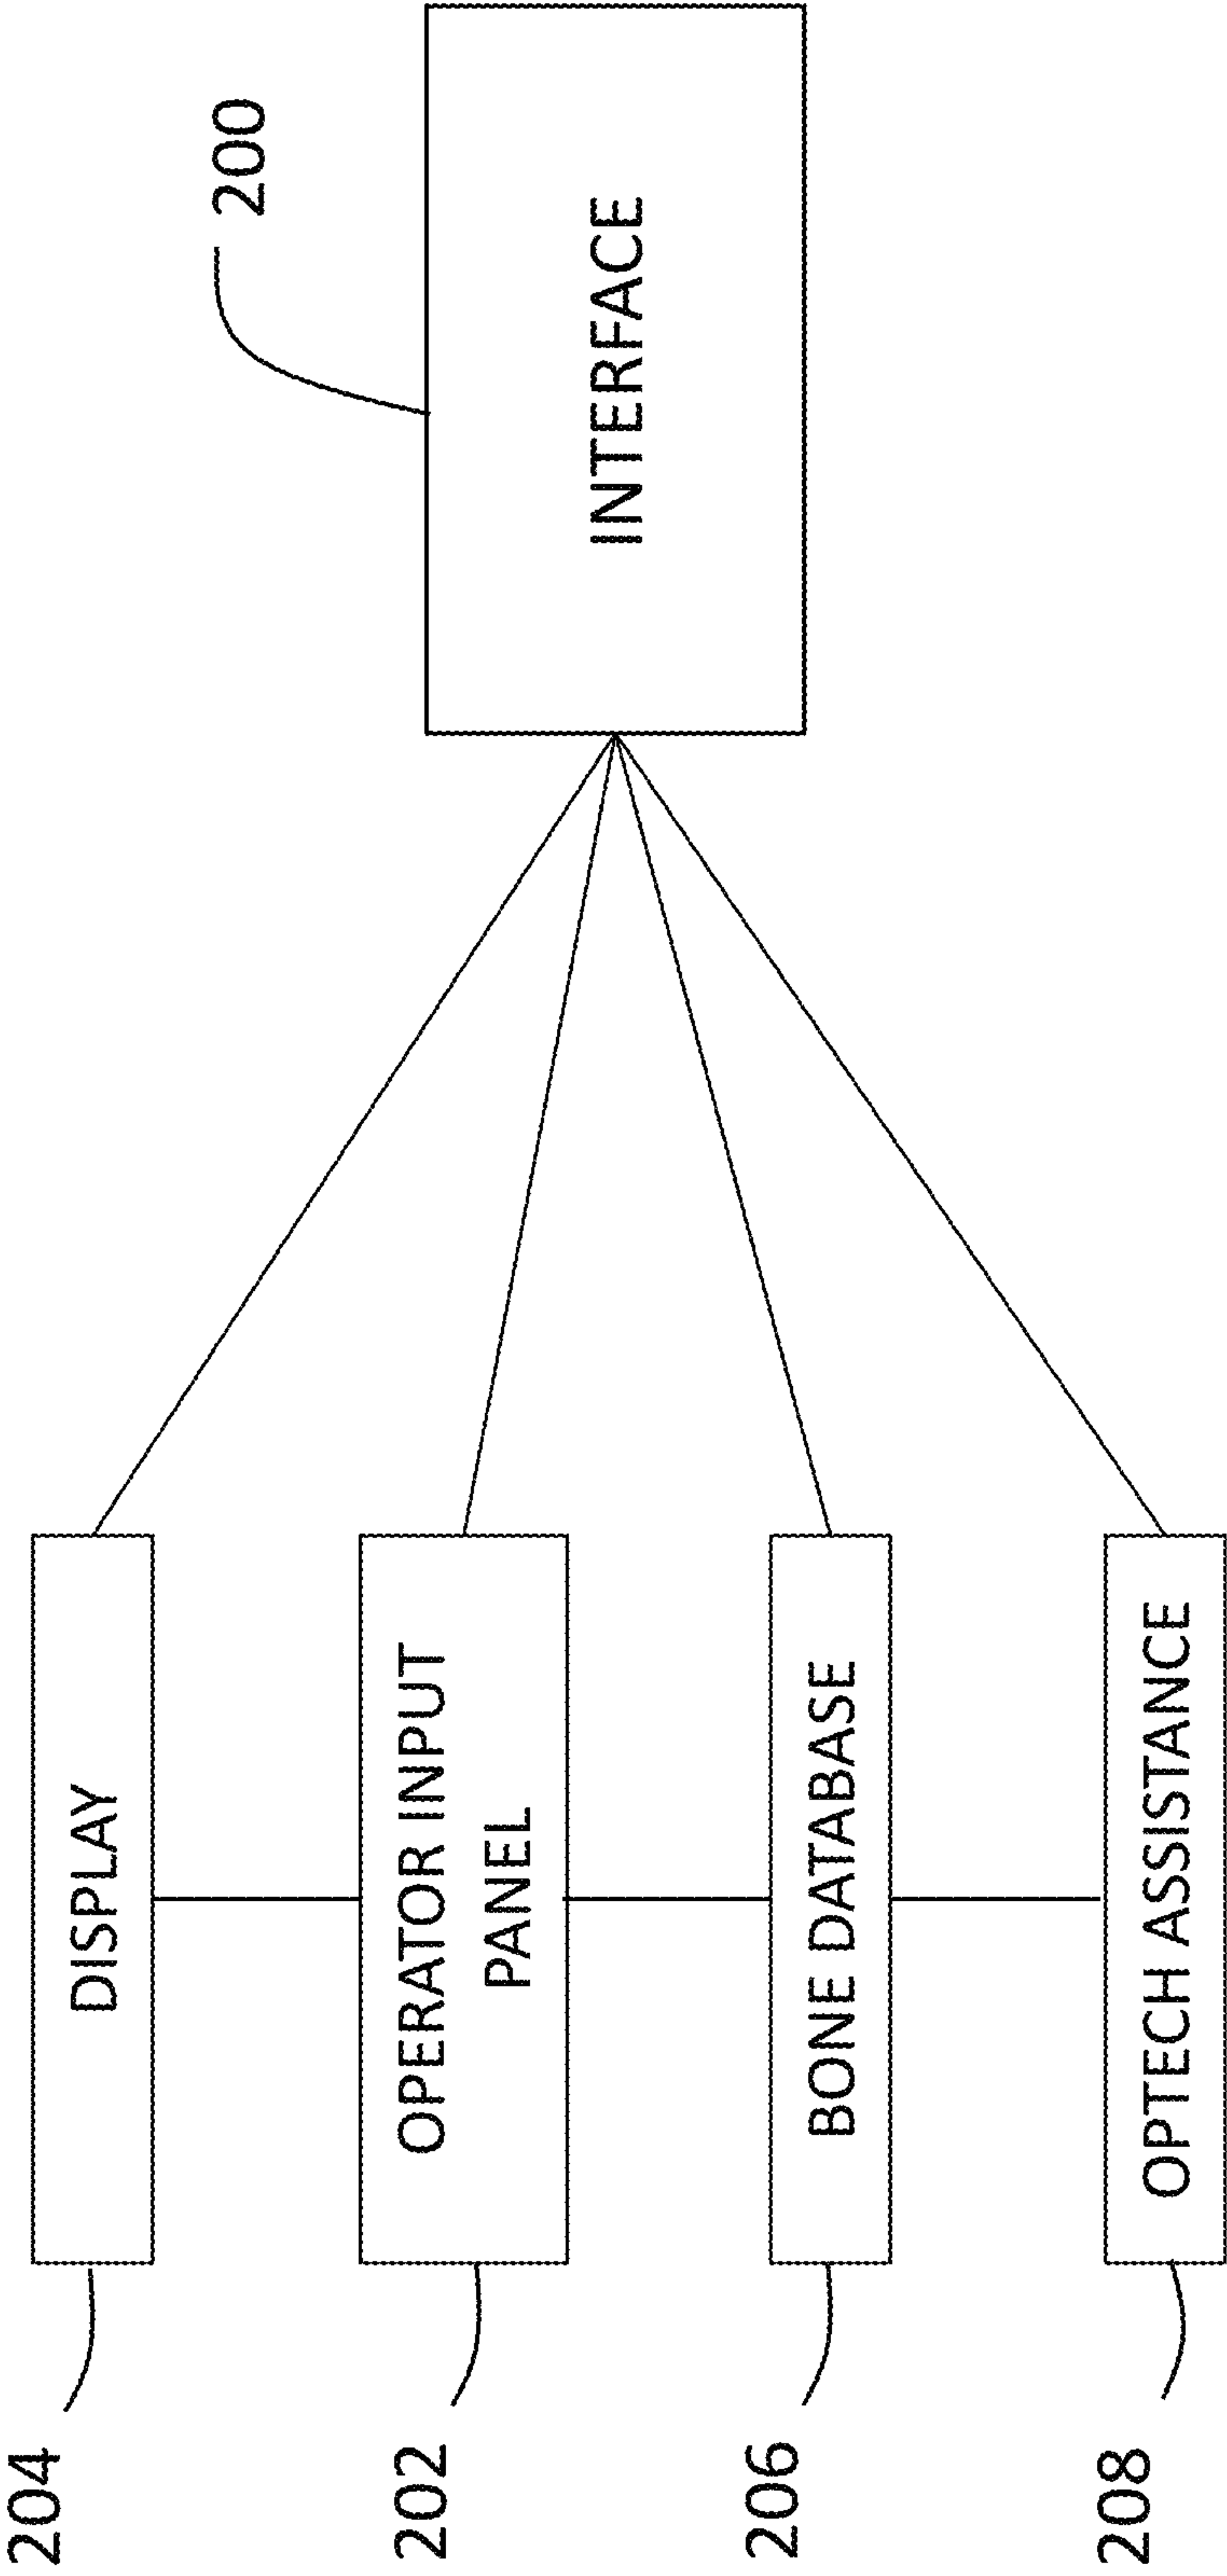 204
DISPLAY
202
OPERATOR INPUT
PANEL
206
BONE DATABASE
208
OPTECH ASSISTANCE
200
INTERFACE